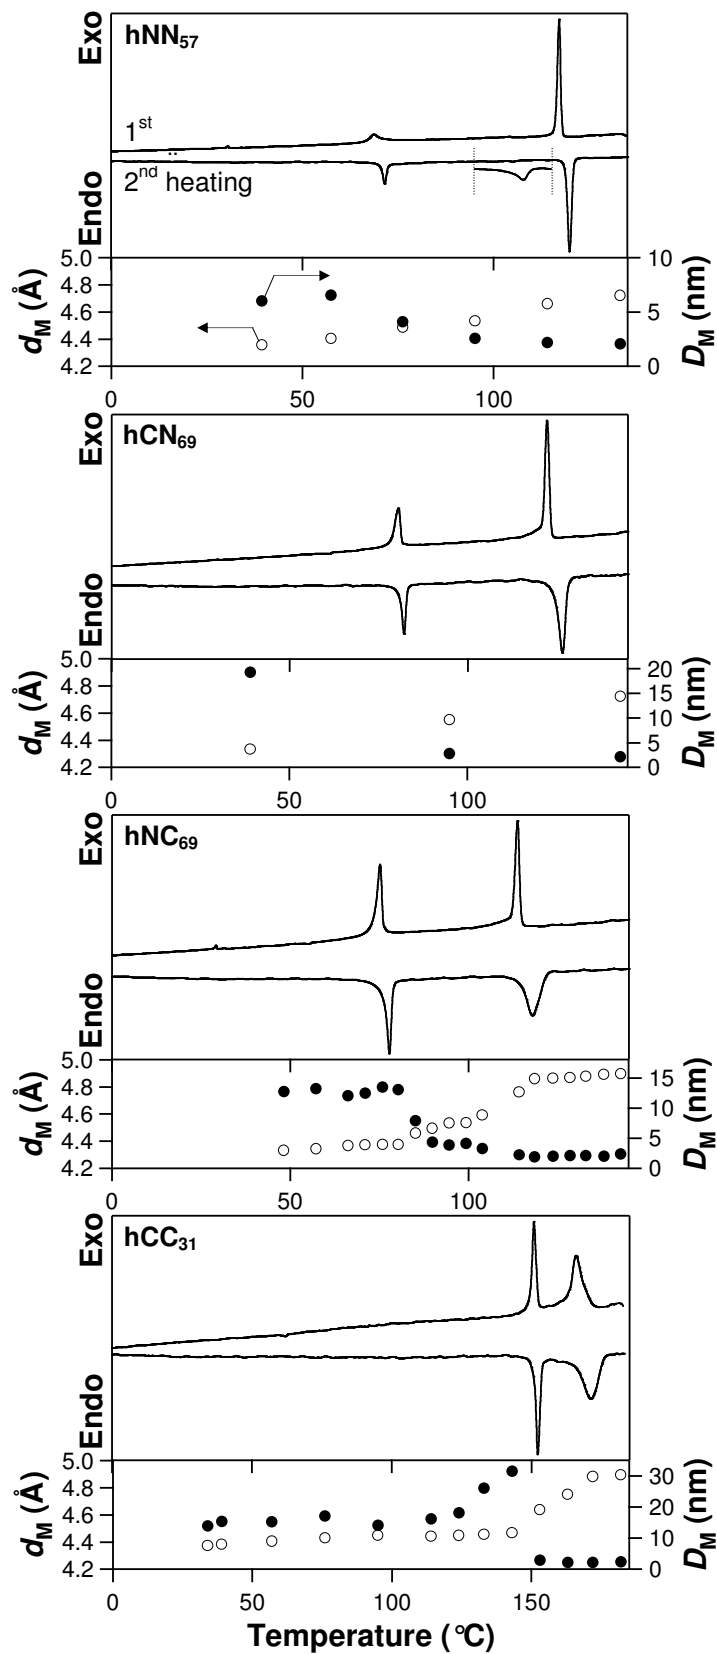 Exo
Endo
hNN57
1st
2nd heating
5.0
4.8
4.6
4.4
4.2
dM (Å)
10
5
0
DM (nm)
0
50
100
Exo
Endo
hCN69
5.0
4.8
4.6
4.4
4.2
dM (Å)
20
15
10
5
0
DM (nm)
0
50
100
Exo
Endo
hNC69
5.0
4.8
4.6
4.4
4.2
dM (Å)
15
10
5
0
DM (nm)
0
50
100
Exo
Endo
hCC31
5.0
4.8
4.6
4.4
4.2
dM (Å)
30
20
10
0
DM (nm)
0
50
100
150
Temperature (°C)